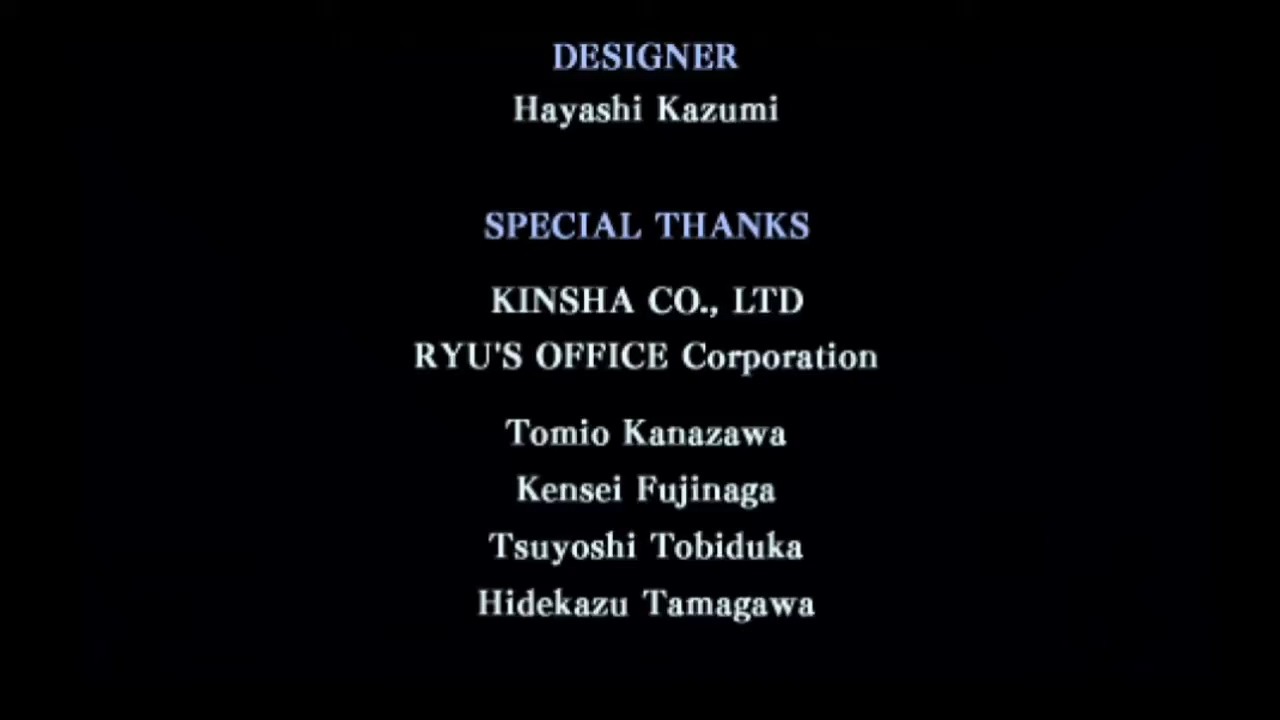 DESIGNER
Hayashi Kazumi
SPECIAL THANKS
KINSHA CO., LTD
RYU'S OFFICE Corporation
Tomio Kanazawa
Kensei Fujinaga
Tsuyoshi Tobiduka
Hidekazu Tamagawa